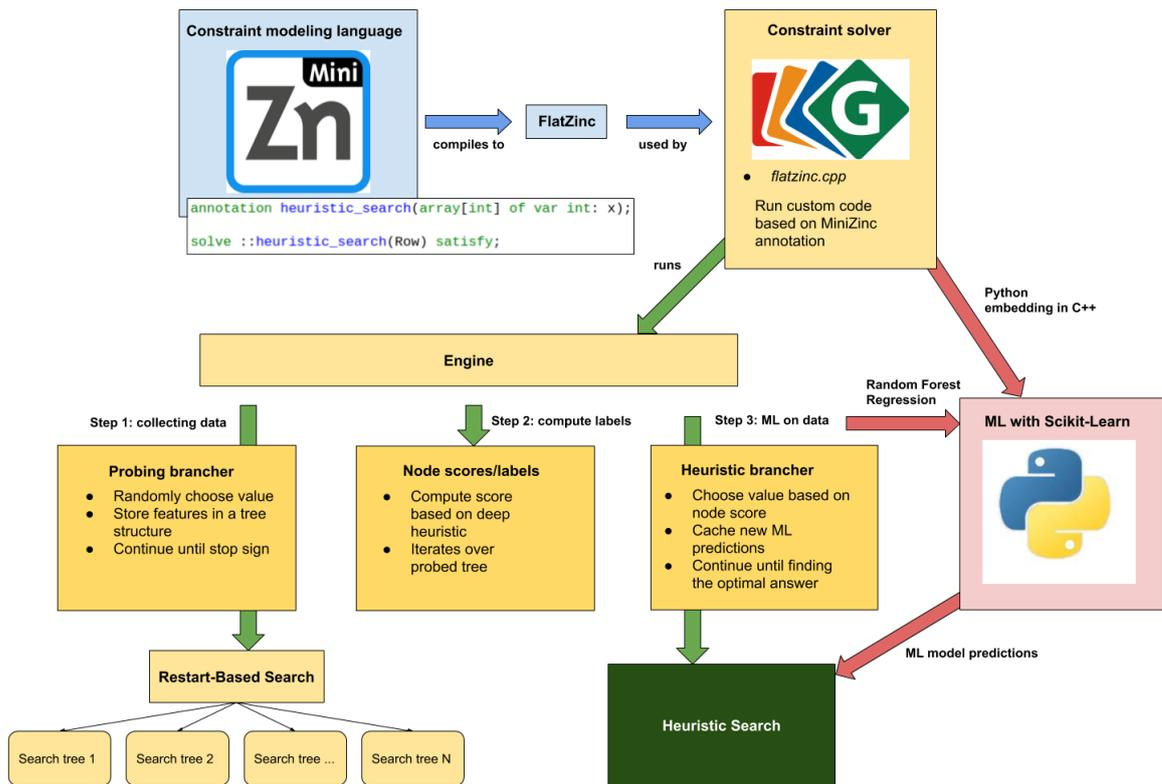 Constraint modeling language
Mini
Zn
annotation heuristic_search(array[int] of var int: x);
solve ::heuristic_search(Row) satisfy;
compiles to
FlatZinc
used by
Constraint solver
G
● flatzinc.cpp
Run custom code
based on MiniZinc
annotation
runs
Python
embedding in C++
Engine
Step 1: collecting data
Step 2: compute labels
Step 3: ML on data
Random Forest
Regression
Probing brancher
● Randomly choose value
● Store features in a tree
structure
● Continue until stop sign
Node scores/labels
● Compute score
based on deep
heuristic
● Iterates over
probed tree
Heuristic brancher
● Choose value based on
node score
● Cache new ML
predictions
● Continue until finding
the optimal answer
ML with Scikit-Learn
ML model predictions
Restart-Based Search
Search tree 1
Search tree 2
Search tree ...
Search tree N
Heuristic Search